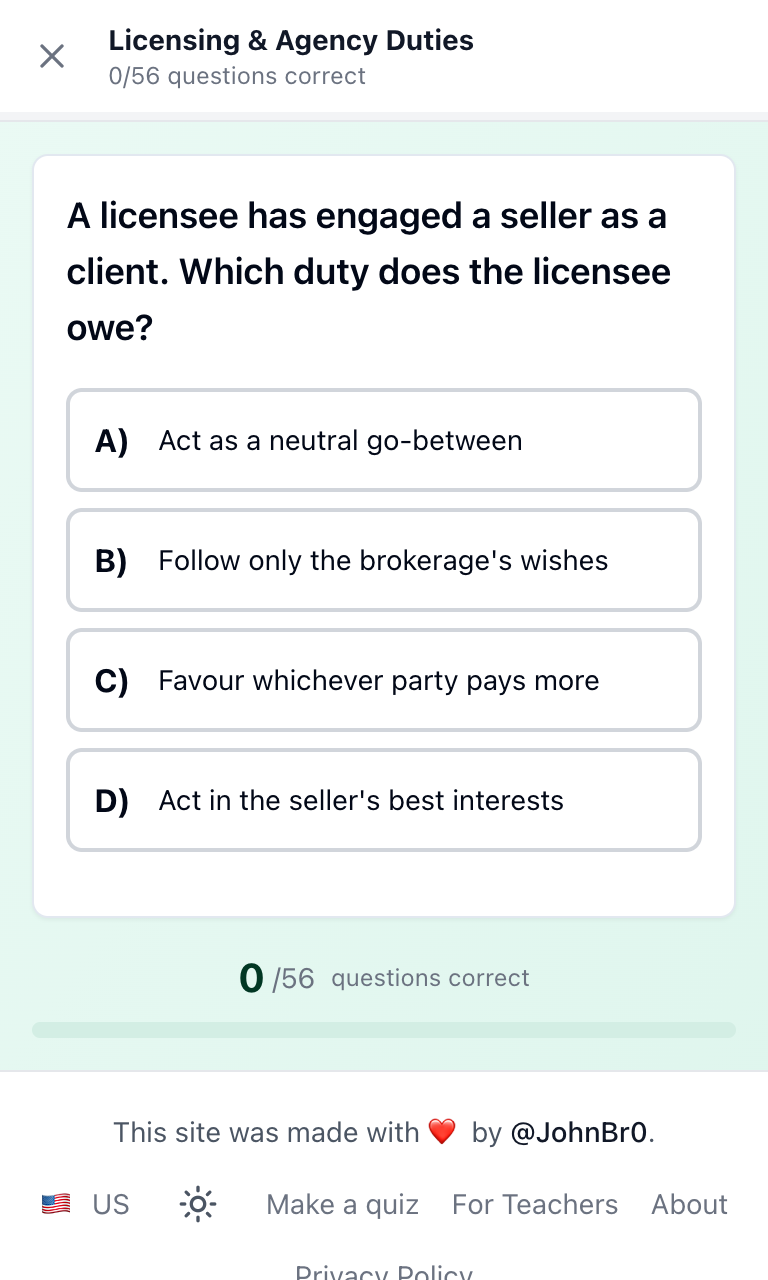 Licensing & Agency Duties
0/56 questions correct
A licensee has engaged a seller as a
client. Which duty does the licensee
owe?
A) Act as a neutral go-between
B) Follow only the brokerage's wishes
C) Favour whichever party pays more
D) Act in the seller's best interests
0 /56 questions correct
This site was made with ❤️ by @JohnBr0.
🇺🇸 US Make a quiz For Teachers About
Privacy Policy